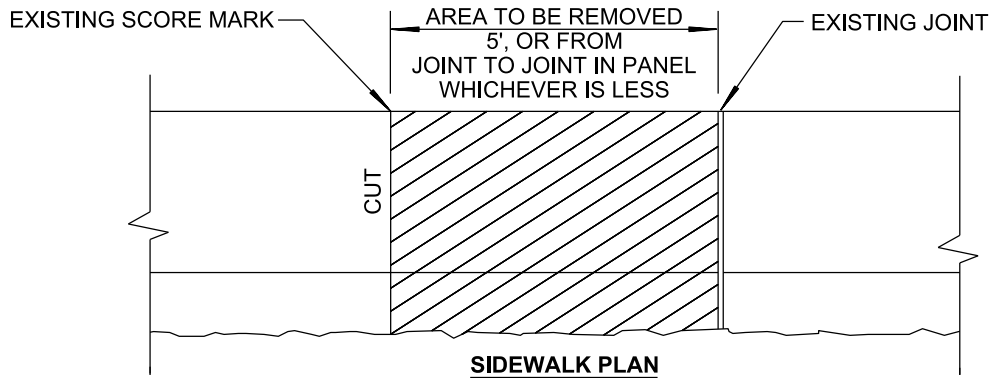 EXISTING SCORE MARK
AREA TO BE REMOVED
5', OR FROM
JOINT TO JOINT IN PANEL
WHICHEVER IS LESS
EXISTING JOINT
CUT
SIDEWALK PLAN